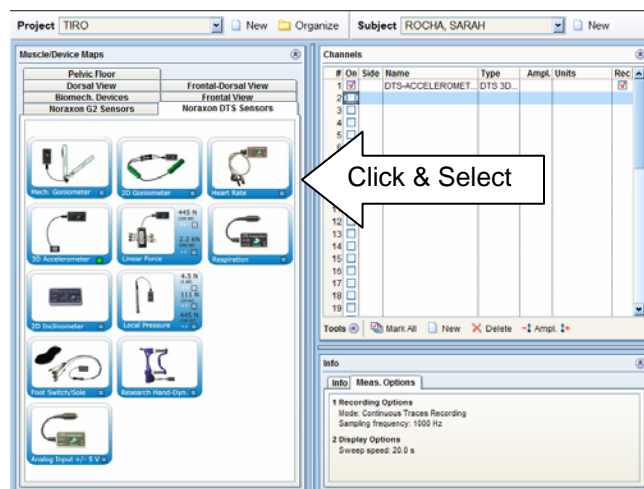 Project TIRO New Organize Subject ROCHA, SARAH New
Muscle/Device Maps
Pelvic Floor
Dorsal View Frontal-Dorsal View
Biomech. Devices Frontal View
Noraxon G2 Sensors Noraxon DTS Sensors
Mech. Goniometer 2D Goniometer Heart Rate
445 N
2.2 kN
3D Accelerometer Linear Force Respiration
4.5 N
111 N
445 N
2D Inclinometer Local Pressure
Foot Switch/Sole Research Hand-Dyn.
Analog Input +/- 5 V
Click & Select
Channels
# On Side Name Type Ampl. Units Rec
1 DTS-ACCELEROMET... DTS 3D...
2
3
4
5
12
13
14
15
16
17
18
19
Tools Mark All New Delete Ampl.
Info
Info Meas. Options
1 Recording Options
Mode: Continuous Traces Recording
Sampling frequency: 1000 Hz
2 Display Options
Sweep speed: 20.0 s